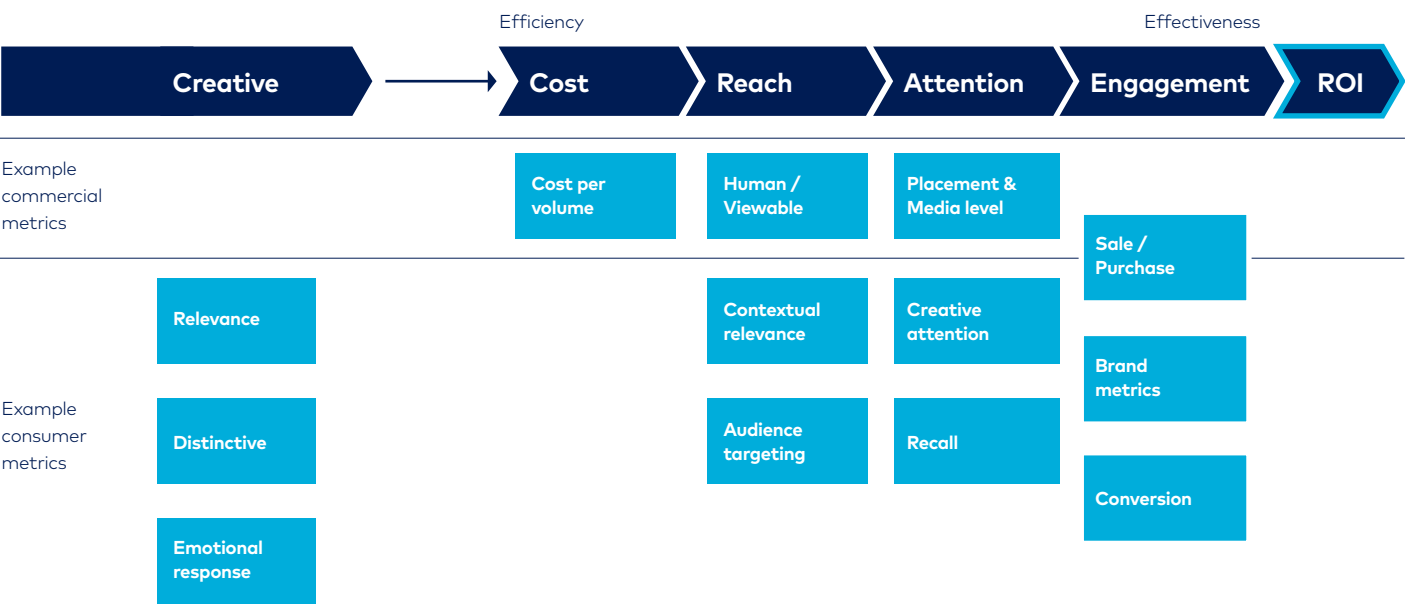 Efficiency
Effectiveness
Creative
Cost
Reach
Attention
Engagement
ROI
Example
commercial
metrics
Cost per
volume
Human /
Viewable
Placement &
Media level
Sale /
Purchase
Example
consumer
metrics
Relevance
Contextual
relevance
Creative
attention
Brand
metrics
Distinctive
Audience
targeting
Recall
Conversion
Emotional
response